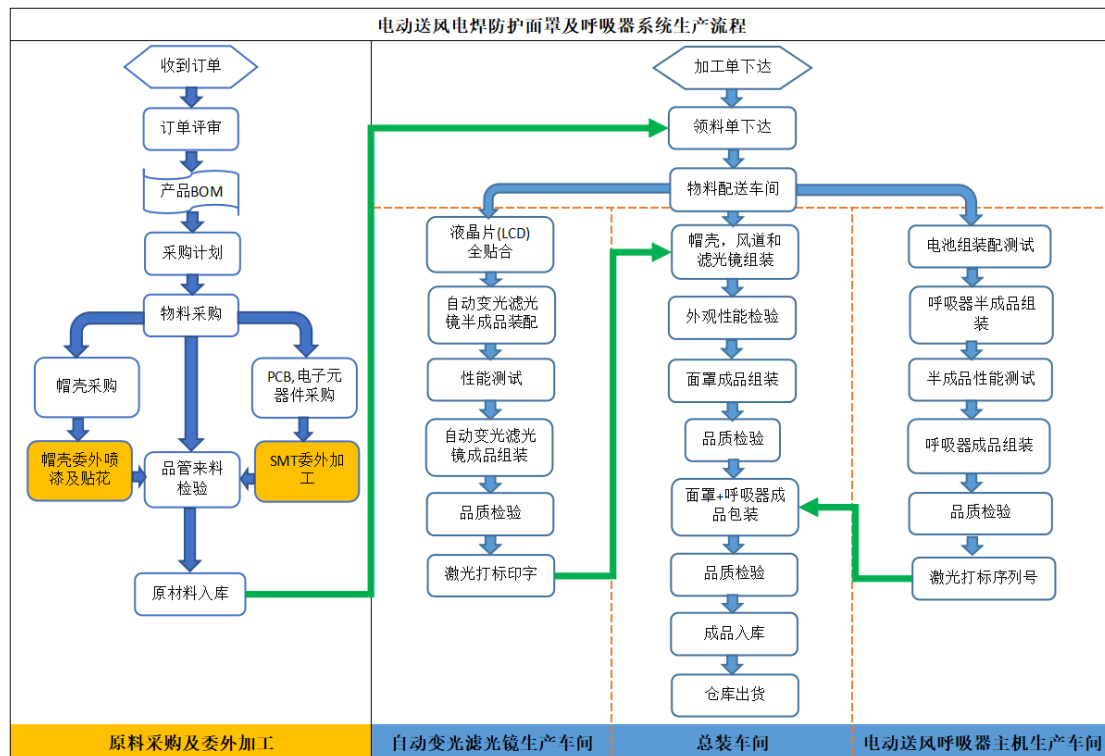 电动送风电焊防护面罩及呼吸器系统生产流程
收到订单
订单评审
产品BOM
采购计划
物料采购
帽壳采购
PCB,电子元
器件采购
帽壳委外喷
漆及贴花
品管来料
检验
SMT委外加
工
原材料入库
原料采购及委外加工
加工单下达
领料单下达
物料配送车间
液晶片(LCD)
全贴合
自动变光滤光
镜半成品装配
性能测试
自动变光滤光
镜成品组装
品质检验
激光打标印字
自动变光滤光镜生产车间
帽壳，风道和
滤光镜组装
外观性能检验
面罩成品组装
品质检验
面罩+呼吸器成
品包装
品质检验
成品入库
仓库出货
总装车间
电池组装配测试
呼吸器半成品组
装
半成品性能测试
呼吸器成品组装
品质检验
激光打标序列号
电动送风呼吸器主机生产车间